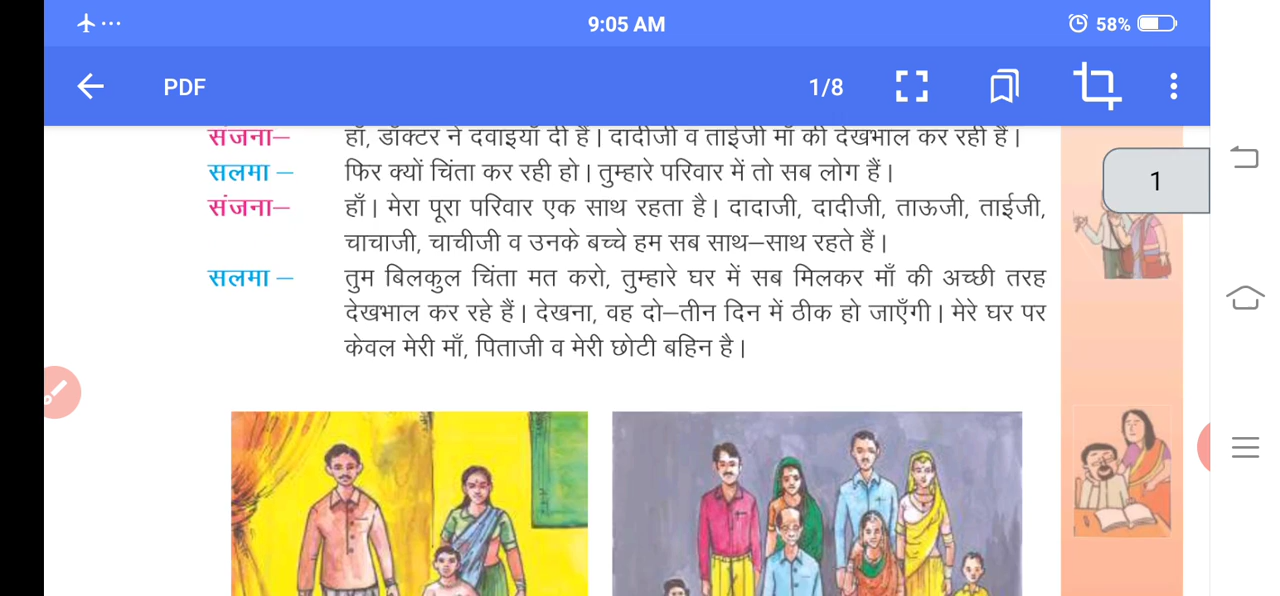 9:05 AM
58%
PDF
1/8
संजना– हाँ, डॉक्टर ने दवाइयाँ दी हैं। दादीजी व ताईजी माँ की देखभाल कर रही हैं।
1
सलमा – फिर क्यों चिंता कर रही हो। तुम्हारे परिवार में तो सब लोग हैं।
संजना– हाँ। मेरा पूरा परिवार एक साथ रहता है। दादाजी, दादीजी, ताऊजी, ताईजी,
चाचाजी, चाचीजी व उनके बच्चे हम सब साथ–साथ रहते हैं।
सलमा – तुम बिलकुल चिंता मत करो, तुम्हारे घर में सब मिलकर माँ की अच्छी तरह
देखभाल कर रहे हैं। देखना, वह दो–तीन दिन में ठीक हो जाएँगी। मेरे घर पर
केवल मेरी माँ, पिताजी व मेरी छोटी बहिन है।